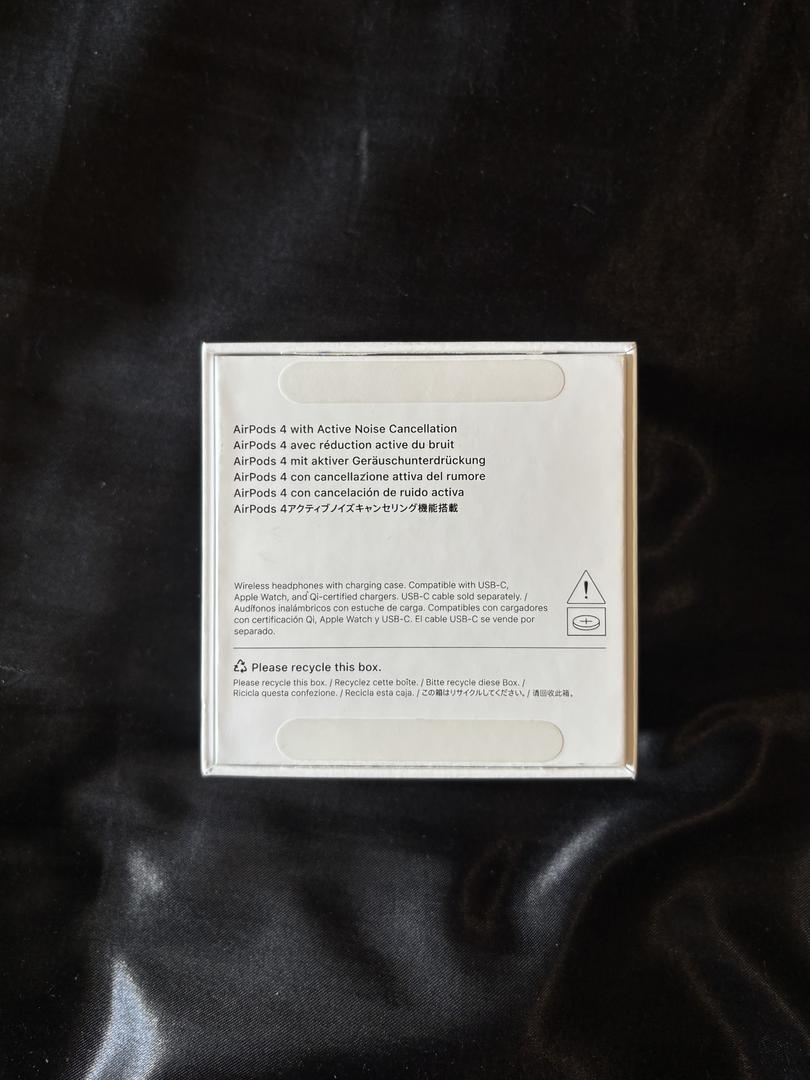 AirPods 4 with Active Noise Cancellation
AirPods 4 avec réduction active du bruit
AirPods 4 mit aktiver Geräuschunterdrückung
AirPods 4 con cancellazione attiva del rumore
AirPods 4 con cancelación de ruido activa
AirPods 4アクティブノイズキャンセリング機能搭載
Wireless headphones with charging case. Compatible with USB-C,
Apple Watch, and Qi-certified chargers. USB-C cable sold separately. /
Audífonos inalámbricos con estuche de carga. Compatibles con cargadores
con certificación Qi, Apple Watch y USB-C. El cable USB-C se vende por
separado.
Please recycle this box.
Please recycle this box. / Recyclez cette boîte. / Bitte recycle diese Box. /
Ricicla questa confezione. / Recicla esta caja. / この箱はリサイクルしてください。/ 请回收此箱。